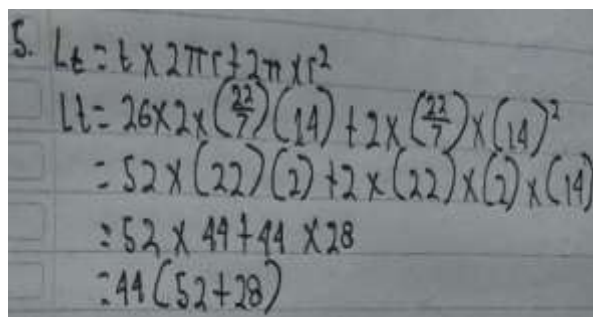 5. Lt = t × 2πr + 2π × r²
Lt = 26×2×(22/7)(14) + 2×(22/7)×(14)²
= 52×(22)(2) + 2×(22)×(2)×(14)
= 52 × 44 + 44 × 28
= 44(52+28)